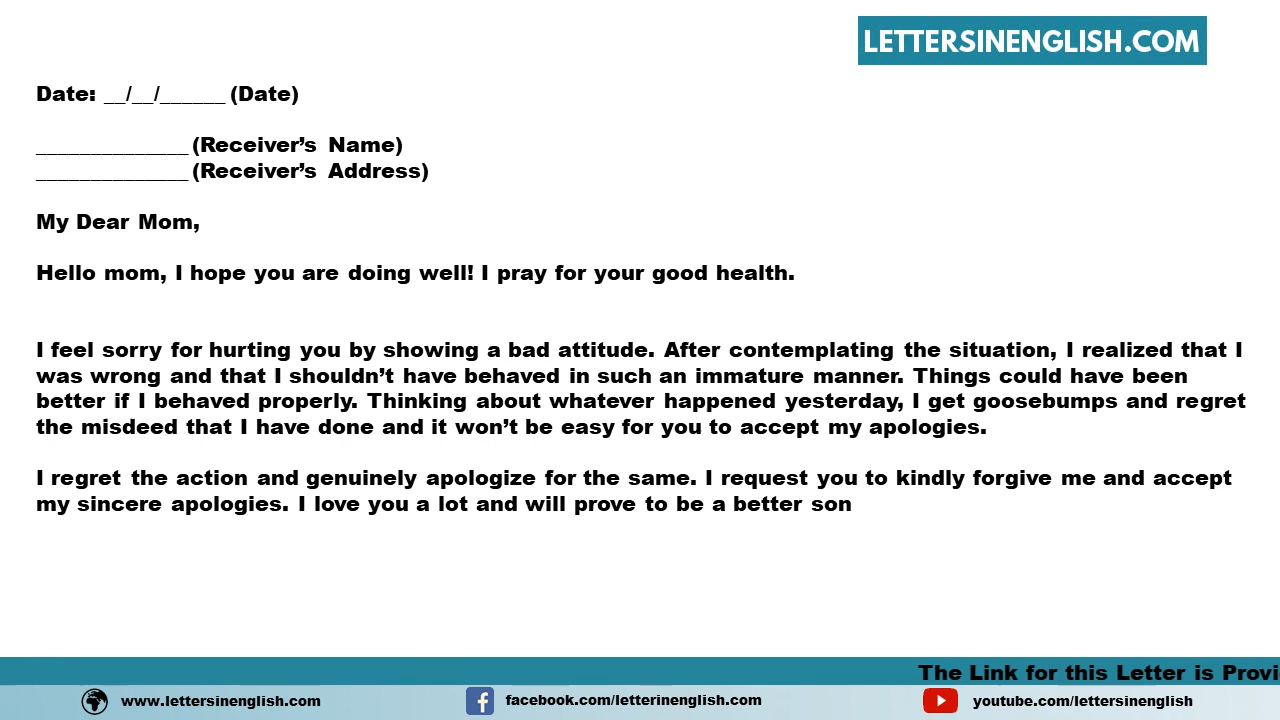 LETTERSINENGLISH.COM
Date: __/__/______ (Date)
______________ (Receiver’s Name)
______________ (Receiver’s Address)
My Dear Mom,
Hello mom, I hope you are doing well! I pray for your good health.
I feel sorry for hurting you by showing a bad attitude. After contemplating the situation, I realized that I
was wrong and that I shouldn’t have behaved in such an immature manner. Things could have been
better if I behaved properly. Thinking about whatever happened yesterday, I get goosebumps and regret
the misdeed that I have done and it won’t be easy for you to accept my apologies.
I regret the action and genuinely apologize for the same. I request you to kindly forgive me and accept
my sincere apologies. I love you a lot and will prove to be a better son
The Link for this Letter is Provi
www.lettersinenglish.com
facebook.com/letterinenglish.com
youtube.com/lettersinenglish